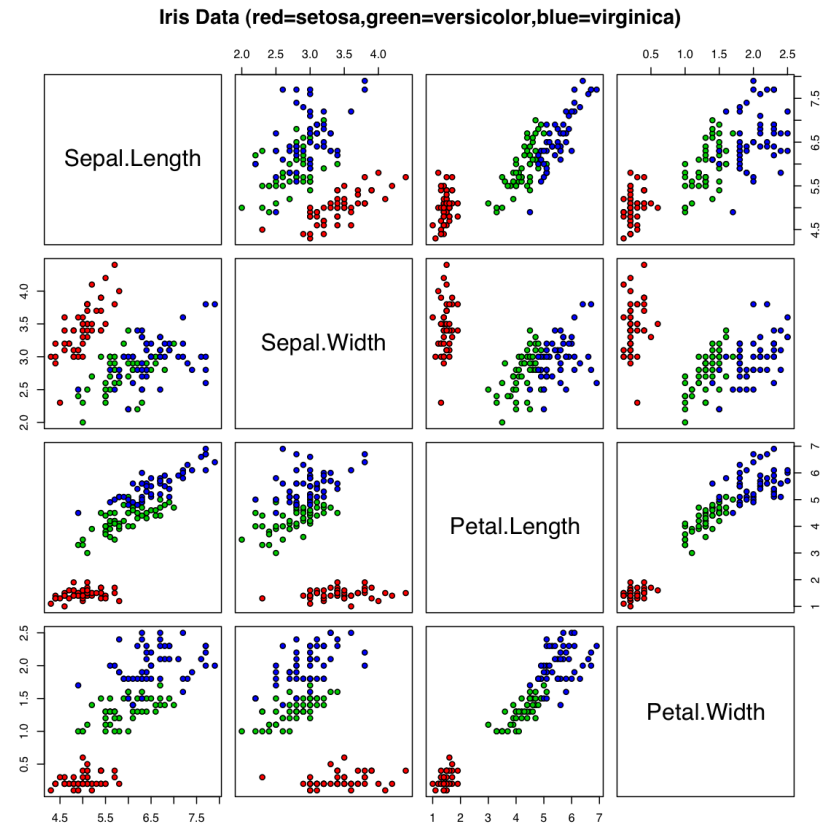 Iris Data (red=setosa,green=versicolor,blue=virginica)
2.0 2.5 3.0 3.5 4.0
0.5 1.0 1.5 2.0 2.5
Sepal.Length
4.5 5.5 6.5 7.5
2.0 2.5 3.0 3.5 4.0
Sepal.Width
Petal.Length
1 2 3 4 5 6 7
0.5 1.0 1.5 2.0 2.5
Petal.Width
4.5 5.5 6.5 7.5
1 2 3 4 5 6 7